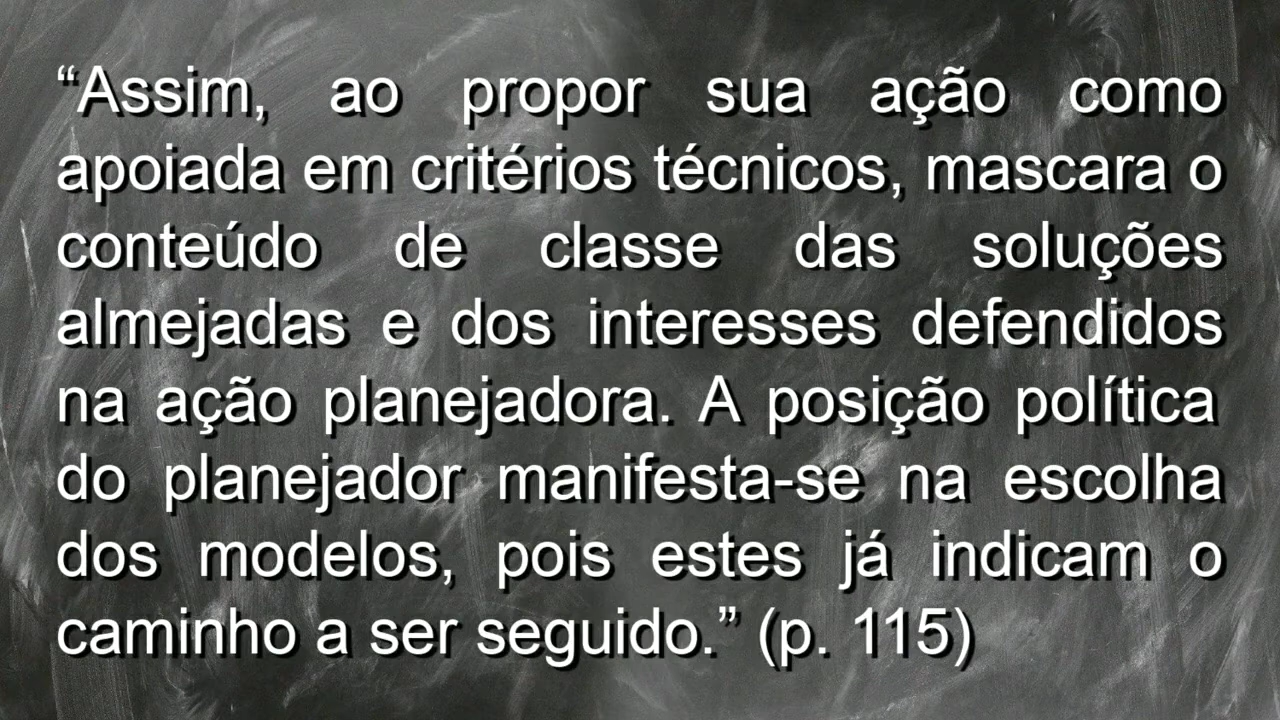 “Assim, ao propor sua ação como
apoiada em critérios técnicos, mascara o
conteúdo de classe das soluções
almejadas e dos interesses defendidos
na ação planejadora. A posição política
do planejador manifesta-se na escolha
dos modelos, pois estes já indicam o
caminho a ser seguido.” (p. 115)